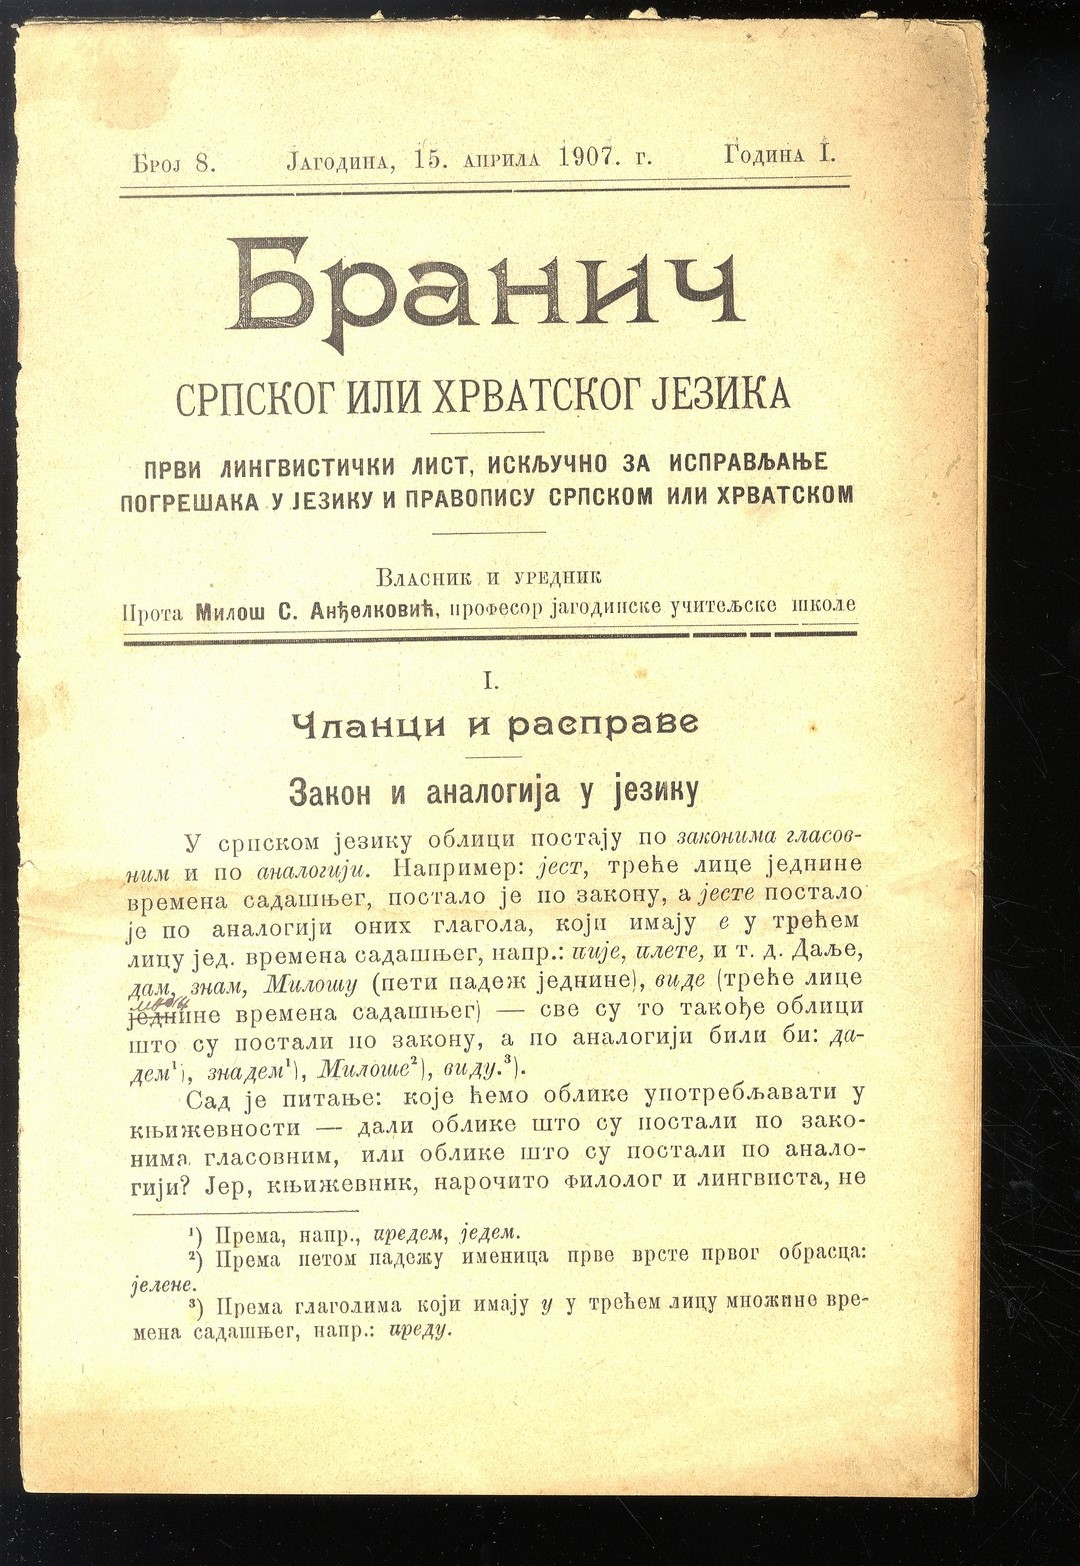 Број 8. Јагодина, 15. априла 1907. г. Година I.
Бранич
СРПСКОГ ИЛИ ХРВАТСКОГ ЈЕЗИКА
ПРВИ ЛИНГВИСТИЧКИ ЛИСТ, ИСКЉУЧНО ЗА ИСПРАВЉАЊЕ
ПОГРЕШАКА У ЈЕЗИКУ И ПРАВОПИСУ СРПСКОМ ИЛИ ХРВАТСКОМ
Власник и уредник
Прота Милош С. Анђелковић, професор јагодинске учитељске школе
I.
Чланци и расправе
Закон и аналогија у језику
У српском језику облици постају по законима гласов-
ним и по аналогији. Например: јест, треће лице једнине
времена садашњег, постало је по закону, а јесте постало
је по аналогији оних глагола, који имају е у трећем
лицу јед. времена садашњег, напр.: пије, плете, и т. д. Даље,
дам, знам, Милошу (пети падеж једнине), виде (треће лице
множи
једнине времена садашњег) — све су то такође облици
што су постали по закону, а по аналогији били би: да-
дем¹), знадем¹), Милоше²), виду.³).
Сад је питање: које ћемо облике употребљавати у
књижевности — дали облике што су постали по зако-
нима гласовним, или облике што су постали по анало-
гији? Јер, књижевник, нарочито филолог и лингвиста, не
¹) Према, напр., предем, једем.
²) Према петом падежу именица прве врсте првог обрасца:
јелене.
³) Према глаголима који имају у у трећем лицу множине вре-
мена садашњег, напр.: преду.